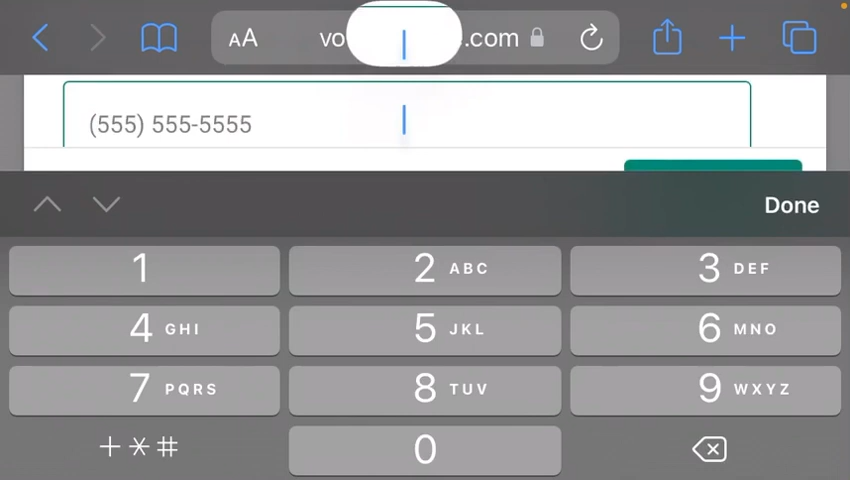 AA .com
(555) 555-5555
Done
1 2 ABC 3 DEF
4 GHI 5 JKL 6 MNO
7 PQRS 8 TUV 9 WXYZ
+*# 0